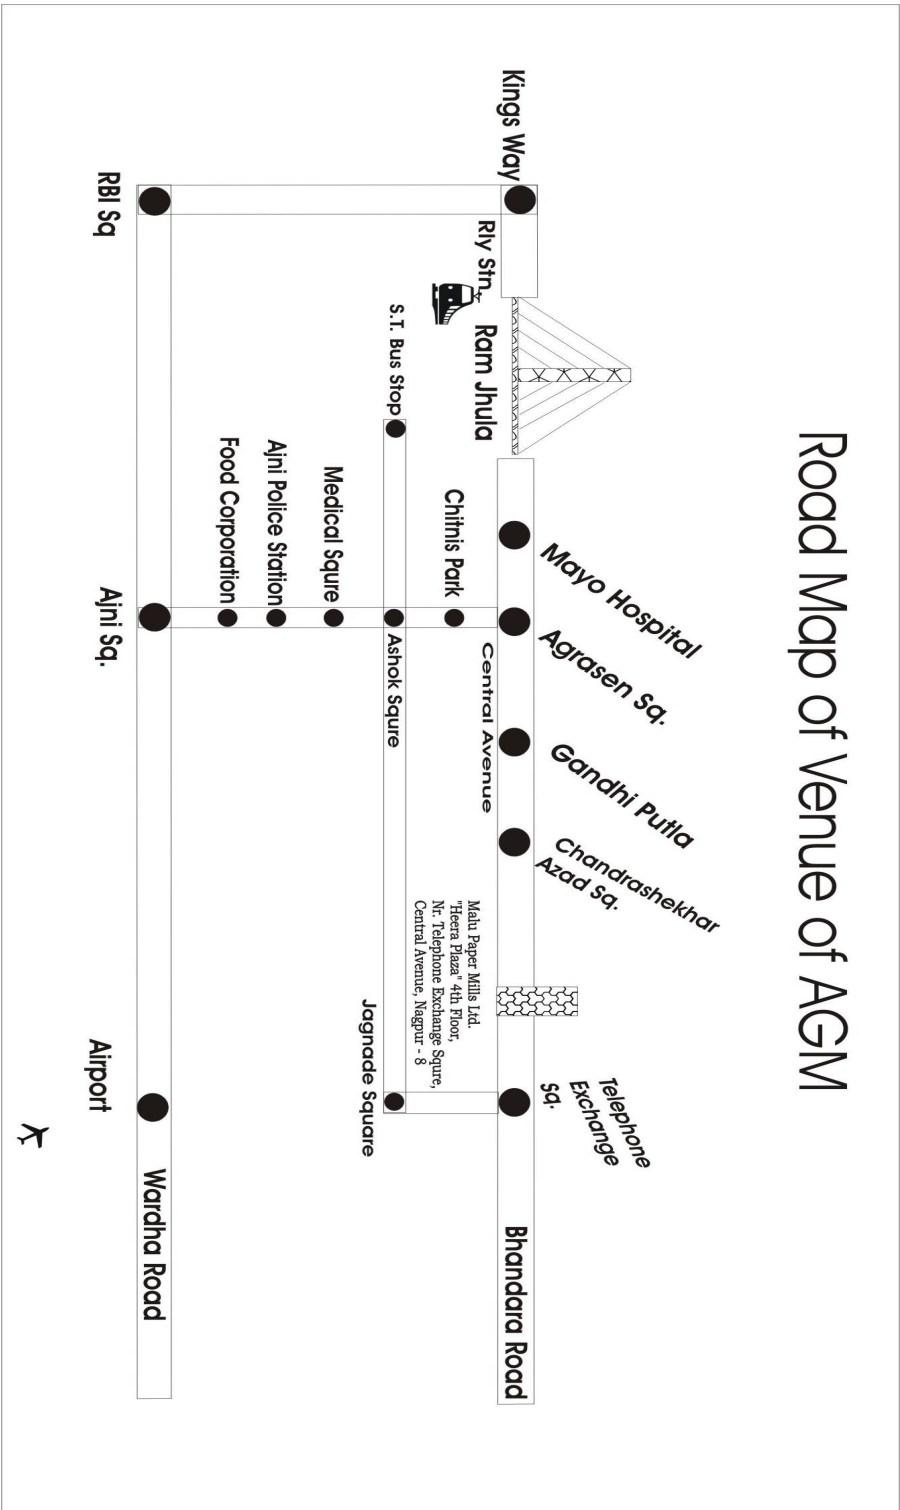 Road Map of Venue of AGM
Kings Way
Rly Stn
Ram Jhula
Mayo Hospital
Agrasen Sq.
Gandhi Putla
Chandrashekhar
Azad Sq.
Telephone
Exchange
Sq.
Bhandara Road
Central Avenue
Chitnis Park
Malu Paper Mills Ltd.
"Heera Plaza" 4th Floor,
Nr. Telephone Exchange Squre,
Central Avenue, Nagpur - 8
S.T. Bus Stop
Ashok Squre
Jagnade Square
Medical Squre
Ajni Police Station
Food Corporation
RBI Sq
Ajni Sq.
Airport
Wardha Road